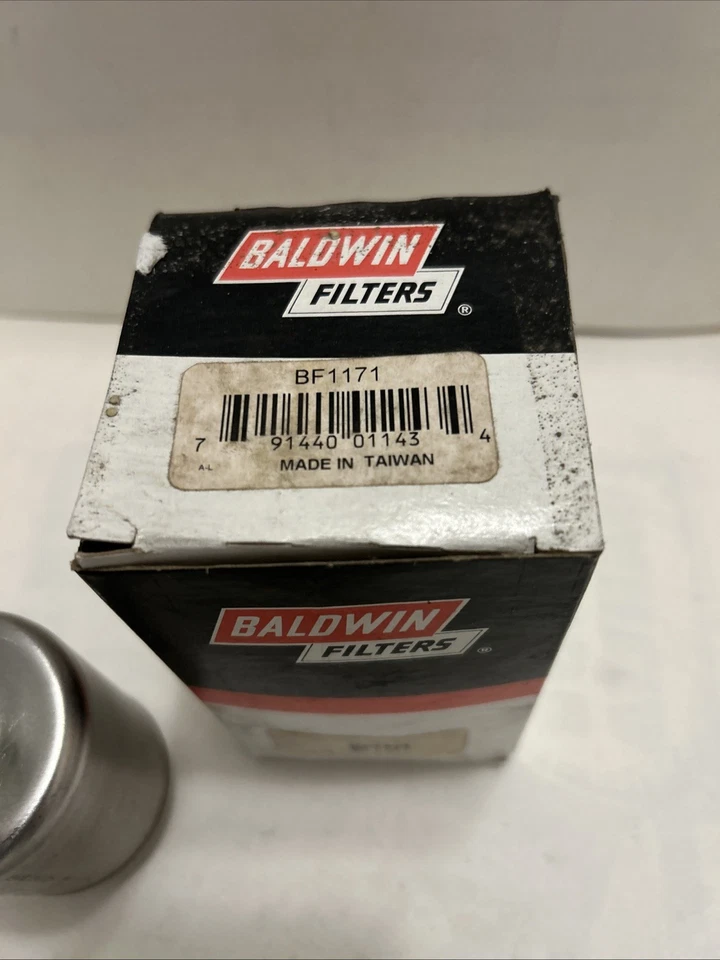 BALDWIN
FILTERS ®
BF1171
7 91440 01143 4
A-L MADE IN TAIWAN
BALDWIN
FILTERS ®